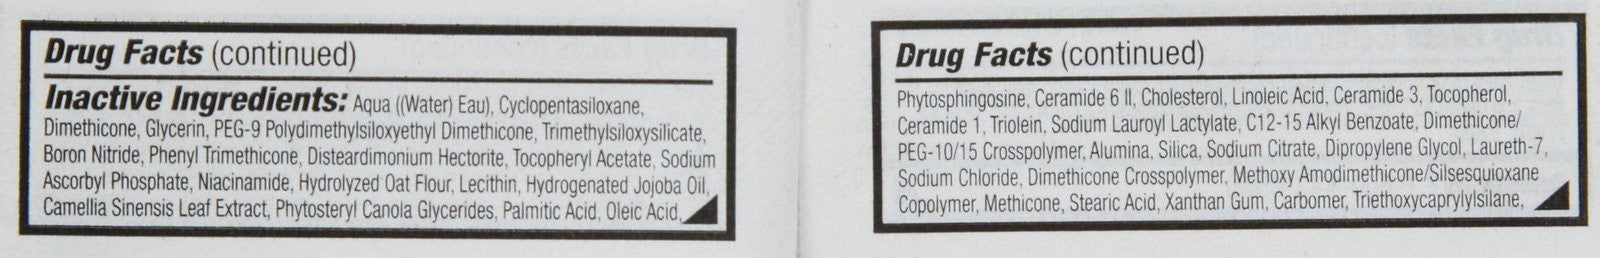 Drug Facts (continued)
Inactive Ingredients: Aqua ((Water) Eau), Cyclopentasiloxane,
Dimethicone, Glycerin, PEG-9 Polydimethylsiloxyethyl Dimethicone, Trimethylsiloxysilicate,
Boron Nitride, Phenyl Trimethicone, Disteardimonium Hectorite, Tocopheryl Acetate, Sodium
Ascorbyl Phosphate, Niacinamide, Hydrolyzed Oat Flour, Lecithin, Hydrogenated Jojoba Oil,
Camellia Sinensis Leaf Extract, Phytosteryl Canola Glycerides, Palmitic Acid, Oleic Acid,
Drug Facts (continued)
Phytosphingosine, Ceramide 6 II, Cholesterol, Linoleic Acid, Ceramide 3, Tocopherol,
Ceramide 1, Triolein, Sodium Lauroyl Lactylate, C12-15 Alkyl Benzoate, Dimethicone/
PEG-10/15 Crosspolymer, Alumina, Silica, Sodium Citrate, Dipropylene Glycol, Laureth-7,
Sodium Chloride, Dimethicone Crosspolymer, Methoxy Amodimethicone/Silsesquioxane
Copolymer, Methicone, Stearic Acid, Xanthan Gum, Carbomer, Triethoxycaprylylsilane,